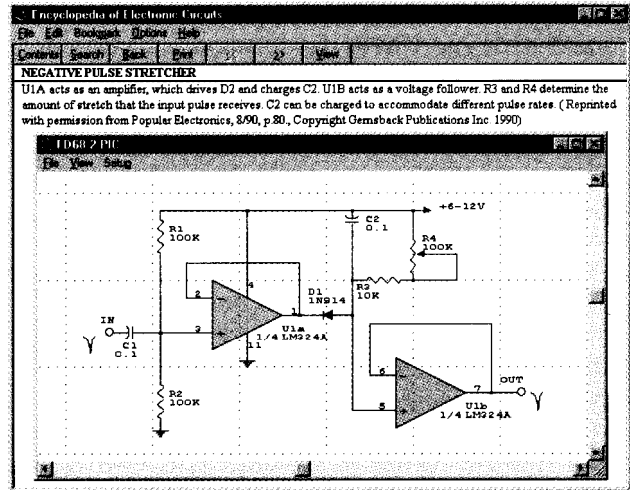 Encyclopedia of Electronic Circuits
File Edit Bookmark Options Help
Contents Search Back Print << >> View
NEGATIVE PULSE STRETCHER
U1A acts as an amplifier, which drives D2 and charges C2. U1B acts as a voltage follower. R3 and R4 determine the
amount of stretch that the input pulse receives. C2 can be charged to accommodate different pulse rates. ( Reprinted
with permission from Popular Electronics, 8/90, p.80., Copyright Gernsback Publications Inc. 1990)
FD68-2.PIC
File View Setup
+6-12V
C2
0.1
R1
100K
R4
100K
4
R3
10K
D1
1N914
2
1
IN
3
U1a
1/4 LM324A
11
C1
0.1
6
7
OUT
5
U1b
1/4 LM324A
R2
100K